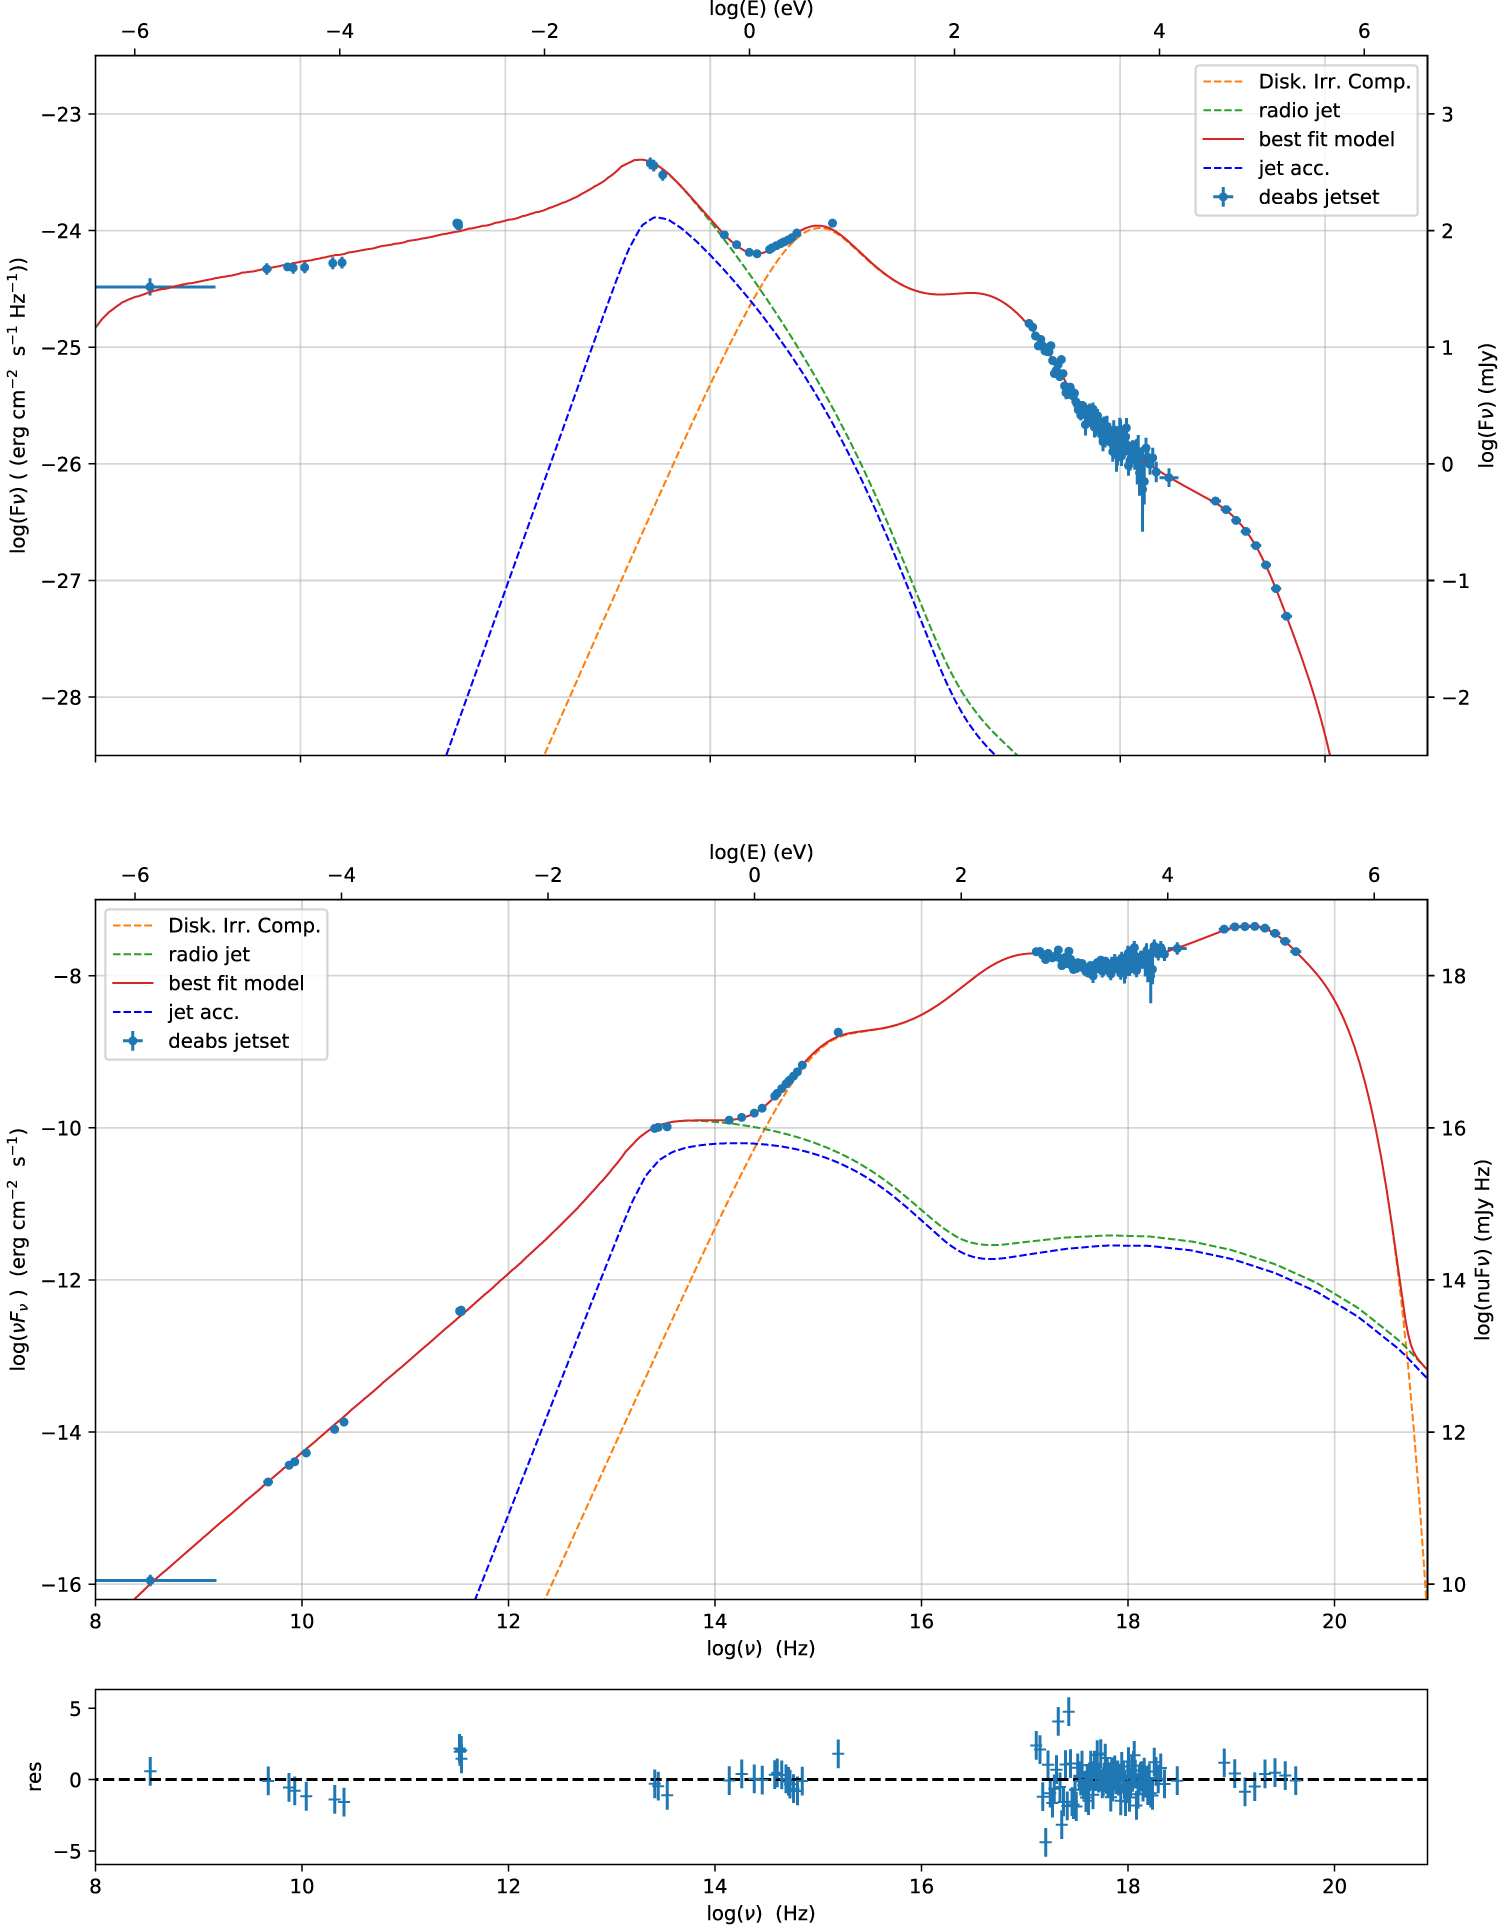 log(E) (eV)
−6 −4 −2 0 2 4 6
Disk. Irr. Comp.
radio jet
best fit model
jet acc.
deabs jetset
−23
−24
−25
−26
−27
−28
log(Fν) ( (erg cm−2 s−1 Hz−1))
3
2
1
0
−1
−2
log(Fν) (mJy)
log(E) (eV)
−6 −4 −2 0 2 4 6
Disk. Irr. Comp.
radio jet
best fit model
jet acc.
deabs jetset
−8
−10
−12
−14
−16
log(νFν ) (erg cm−2 s−1)
18
16
14
12
10
log(nuFν) (mJy Hz)
8 10 12 14 16 18 20
log(ν) (Hz)
5
0
−5
res
8 10 12 14 16 18 20
log(ν) (Hz)